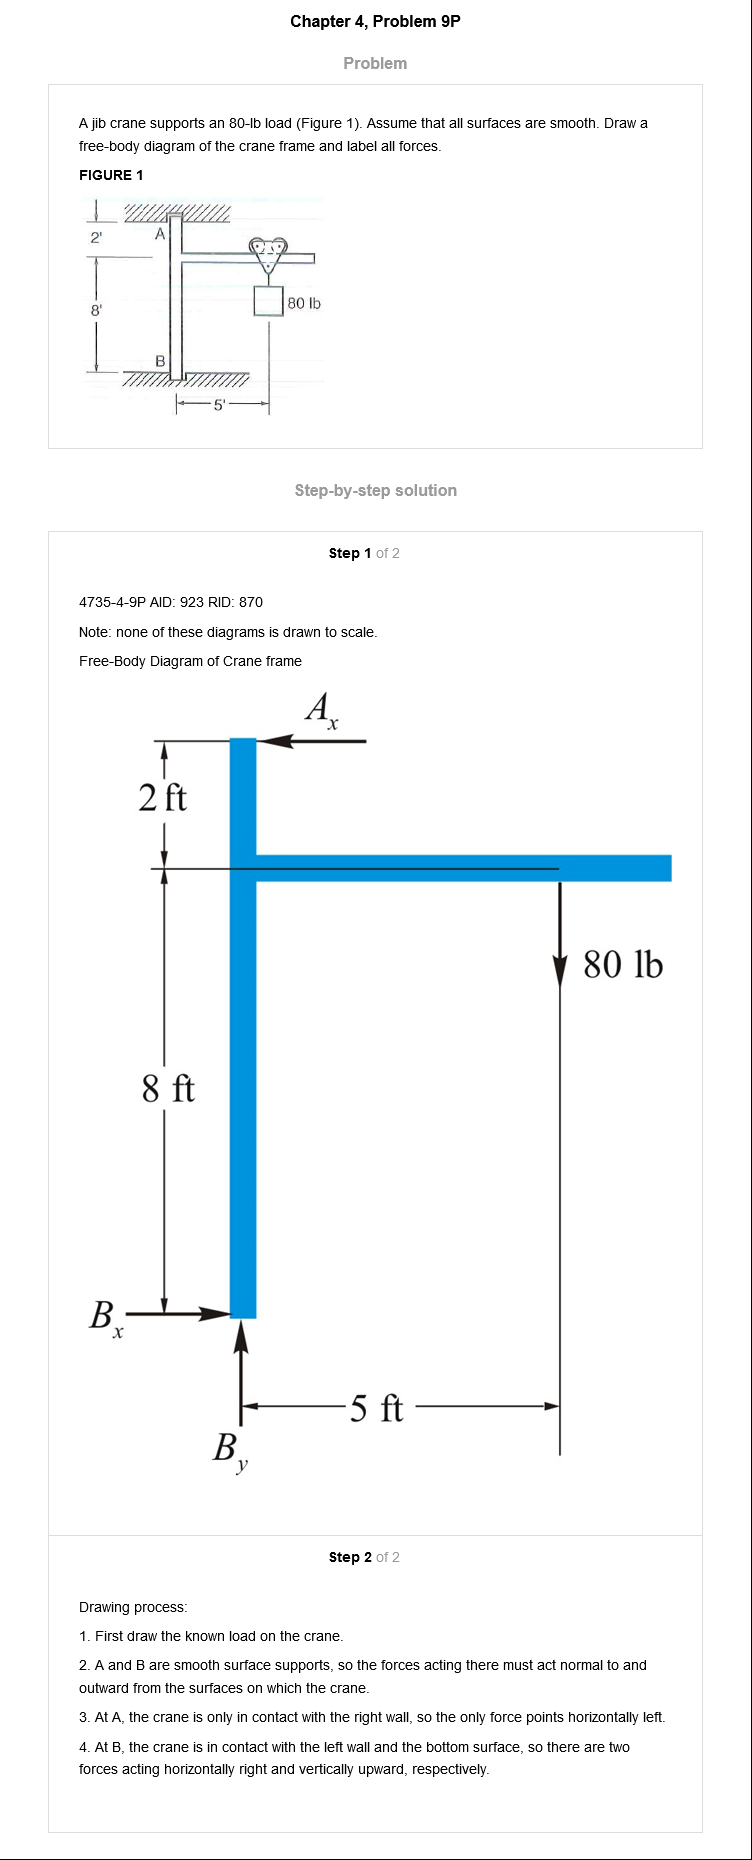 Chapter 4, Problem 9P
Problem
A jib crane supports an 80-lb load (Figure 1). Assume that all surfaces are smooth. Draw a
free-body diagram of the crane frame and label all forces.
FIGURE 1
2'
A
8'
80 lb
B
5'
Step-by-step solution
Step 1 of 2
4735-4-9P AID: 923 RID: 870
Note: none of these diagrams is drawn to scale.
Free-Body Diagram of Crane frame
Ax
2 ft
80 lb
8 ft
Bx
5 ft
By
Step 2 of 2
Drawing process:
1. First draw the known load on the crane.
2. A and B are smooth surface supports, so the forces acting there must act normal to and
outward from the surfaces on which the crane.
3. At A, the crane is only in contact with the right wall, so the only force points horizontally left.
4. At B, the crane is in contact with the left wall and the bottom surface, so there are two
forces acting horizontally right and vertically upward, respectively.